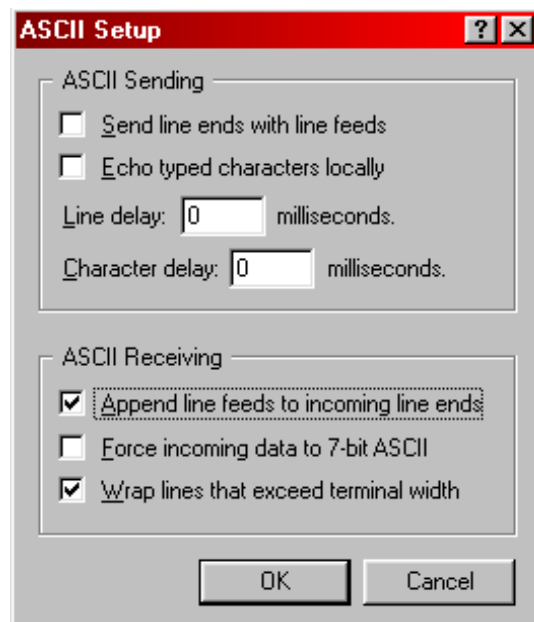 ASCII Setup
ASCII Sending
Send line ends with line feeds
Echo typed characters locally
Line delay: 0 milliseconds.
Character delay: 0 milliseconds.
ASCII Receiving
Append line feeds to incoming line ends
Force incoming data to 7-bit ASCII
Wrap lines that exceed terminal width
OK Cancel